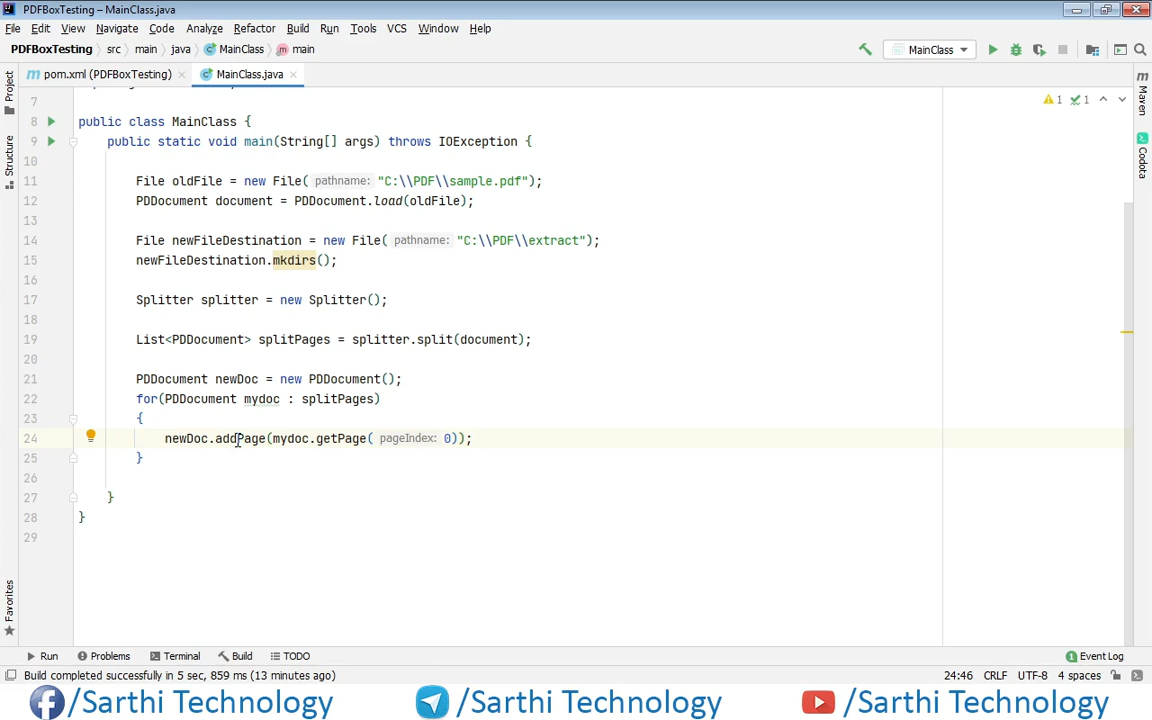 PDFBoxTesting – MainClass.java
File Edit View Navigate Code Analyze Refactor Build Run Tools VCS Window Help
PDFBoxTesting src main java MainClass main
MainClass
pom.xml (PDFBoxTesting) MainClass.java
Project
Structure
Favorites
7
8 public class MainClass {
9 public static void main(String[] args) throws IOException {
10
11 File oldFile = new File( pathname: "C:\\PDF\\sample.pdf");
12 PDDocument document = PDDocument.load(oldFile);
13
14 File newFileDestination = new File( pathname: "C:\\PDF\\extract");
15 newFileDestination.mkdirs();
16
17 Splitter splitter = new Splitter();
18
19 List<PDDocument> splitPages = splitter.split(document);
20
21 PDDocument newDoc = new PDDocument();
22 for(PDDocument mydoc : splitPages)
23 {
24 newDoc.addPage(mydoc.getPage( pageIndex: 0));
25 }
26
27 }
28 }
29
1 1
Maven
Codota
Run Problems Terminal Build TODO
1 Event Log
Build completed successfully in 5 sec, 859 ms (13 minutes ago)
24:46 CRLF UTF-8 4 spaces
/Sarthi Technology /Sarthi Technology /Sarthi Technology